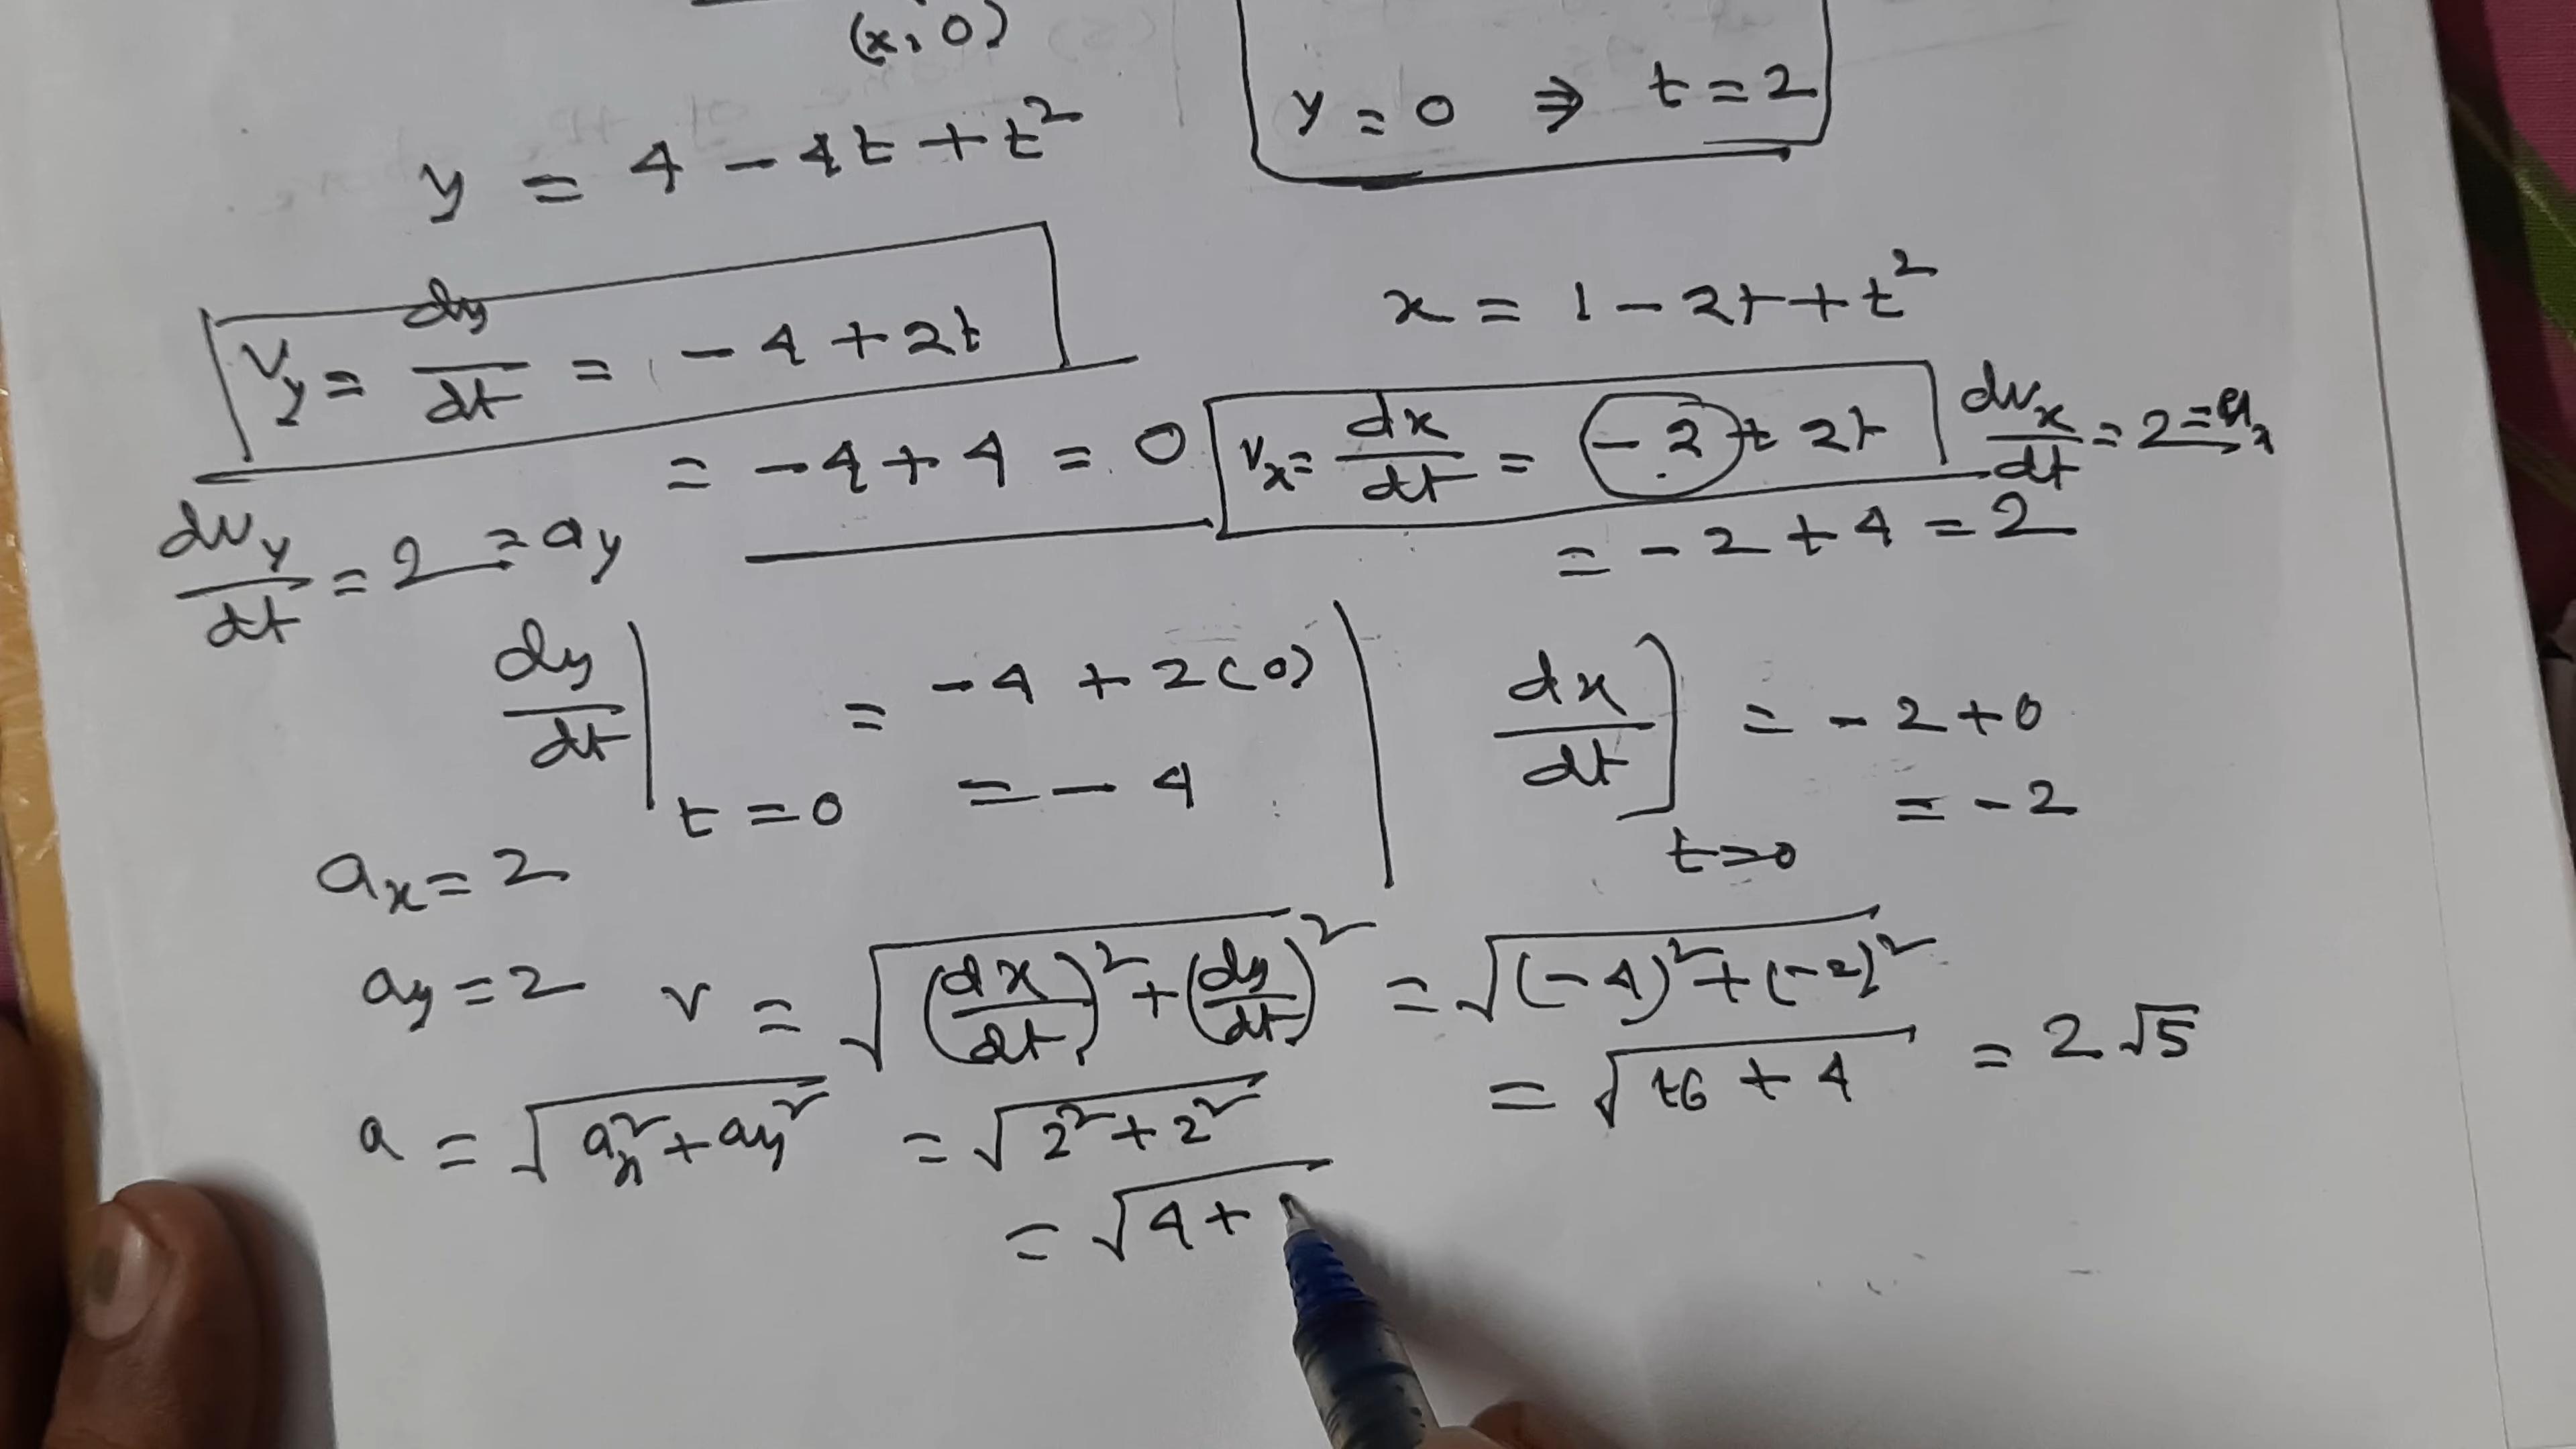 (x, 0)
y = 0 ⇒ t = 2
y = 4 - 4t + t²
x = 1 - 2t + t²
v_y = dy/dt = -4 + 2t
= -4 + 4 = 0
v_x = dx/dt = -2 + 2t
dv_x/dt = 2 = a_x
= -2 + 4 = 2
dv_y/dt = 2 = a_y
dy/dt | t = 0 = -4 + 2(0)
= -4
dx/dt ] t=0 = -2 + 0
= -2
a_x = 2
a_y = 2
v = √((dx/dt)² + (dy/dt)²) = √((-4)² + (-2)²)
= √(16 + 4) = 2√5
a = √(a_x² + a_y²) = √(2² + 2²)
= √(4 +